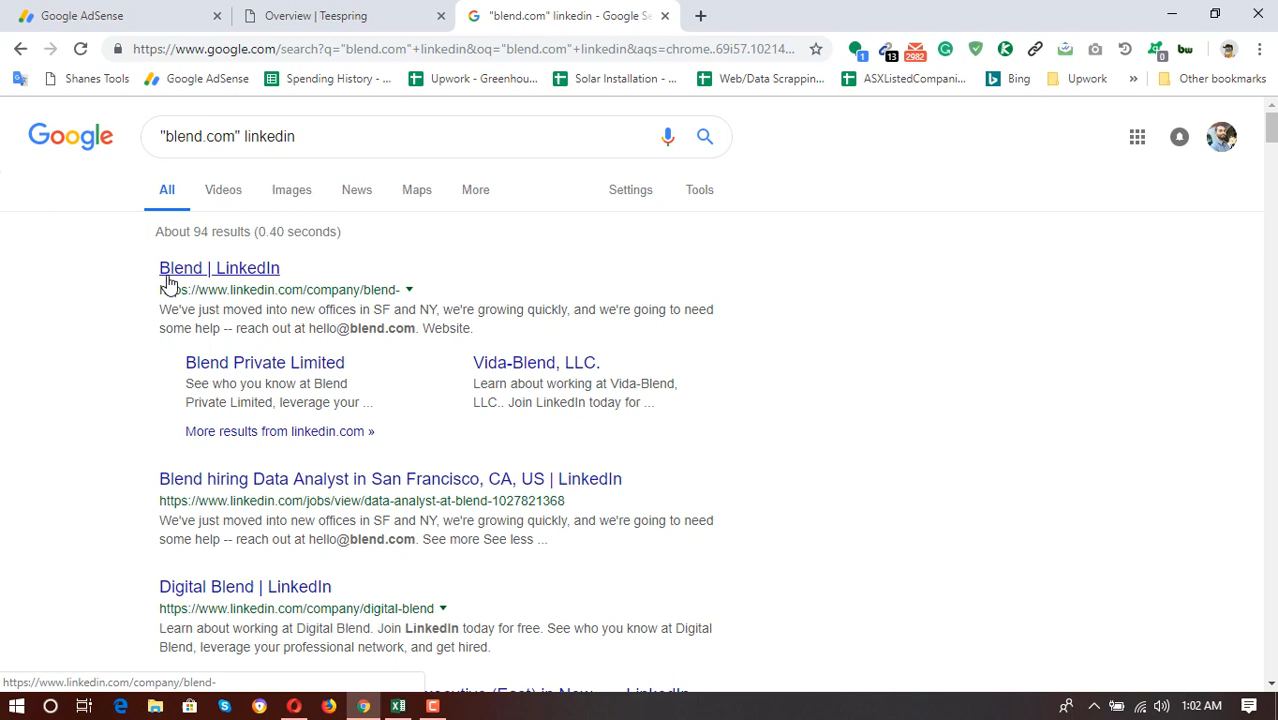 Google AdSense
Overview | Teespring
"blend.com" linkedin - Google Se
https://www.google.com/search?q="blend.com"+linkedin&oq="blend.com"+linkedin&aqs=chrome..69i57.10214...
1
13
2982
0
bw
Shanes Tools
Google AdSense
Spending History - ...
Upwork - Greenhou...
Solar Installation - ...
Web/Data Scrappin...
ASXListedCompani...
Bing
Upwork
»
Other bookmarks
Google
"blend.com" linkedin
All
Videos
Images
News
Maps
More
Settings
Tools
About 94 results (0.40 seconds)
Blend | LinkedIn
https://www.linkedin.com/company/blend-
We've just moved into new offices in SF and NY, we're growing quickly, and we're going to need
some help -- reach out at hello@blend.com. Website.
Blend Private Limited
Vida-Blend, LLC.
See who you know at Blend
Private Limited, leverage your ...
Learn about working at Vida-Blend,
LLC.. Join LinkedIn today for ...
More results from linkedin.com »
Blend hiring Data Analyst in San Francisco, CA, US | LinkedIn
https://www.linkedin.com/jobs/view/data-analyst-at-blend-1027821368
We've just moved into new offices in SF and NY, we're growing quickly, and we're going to need
some help -- reach out at hello@blend.com. See more See less ...
Digital Blend | LinkedIn
https://www.linkedin.com/company/digital-blend
Learn about working at Digital Blend. Join LinkedIn today for free. See who you know at Digital
Blend, leverage your professional network, and get hired.
https://www.linkedin.com/company/blend-
1:02 AM